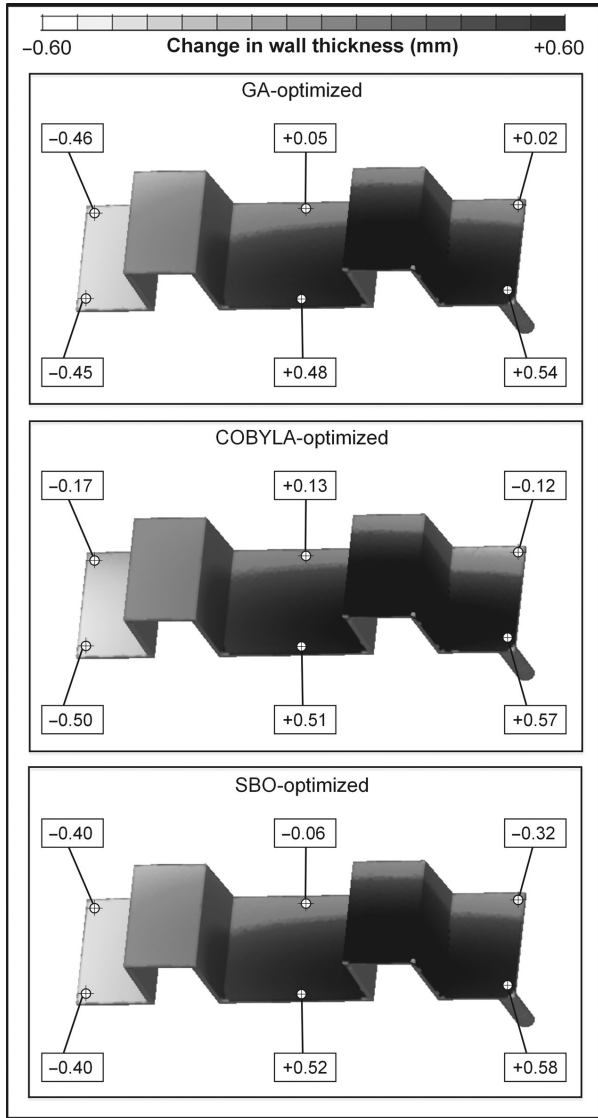 −0.60 Change in wall thickness (mm) +0.60
GA-optimized
−0.46 +0.05 +0.02
−0.45 +0.48 +0.54
COBYLA-optimized
−0.17 +0.13 −0.12
−0.50 +0.51 +0.57
SBO-optimized
−0.40 −0.06 −0.32
−0.40 +0.52 +0.58